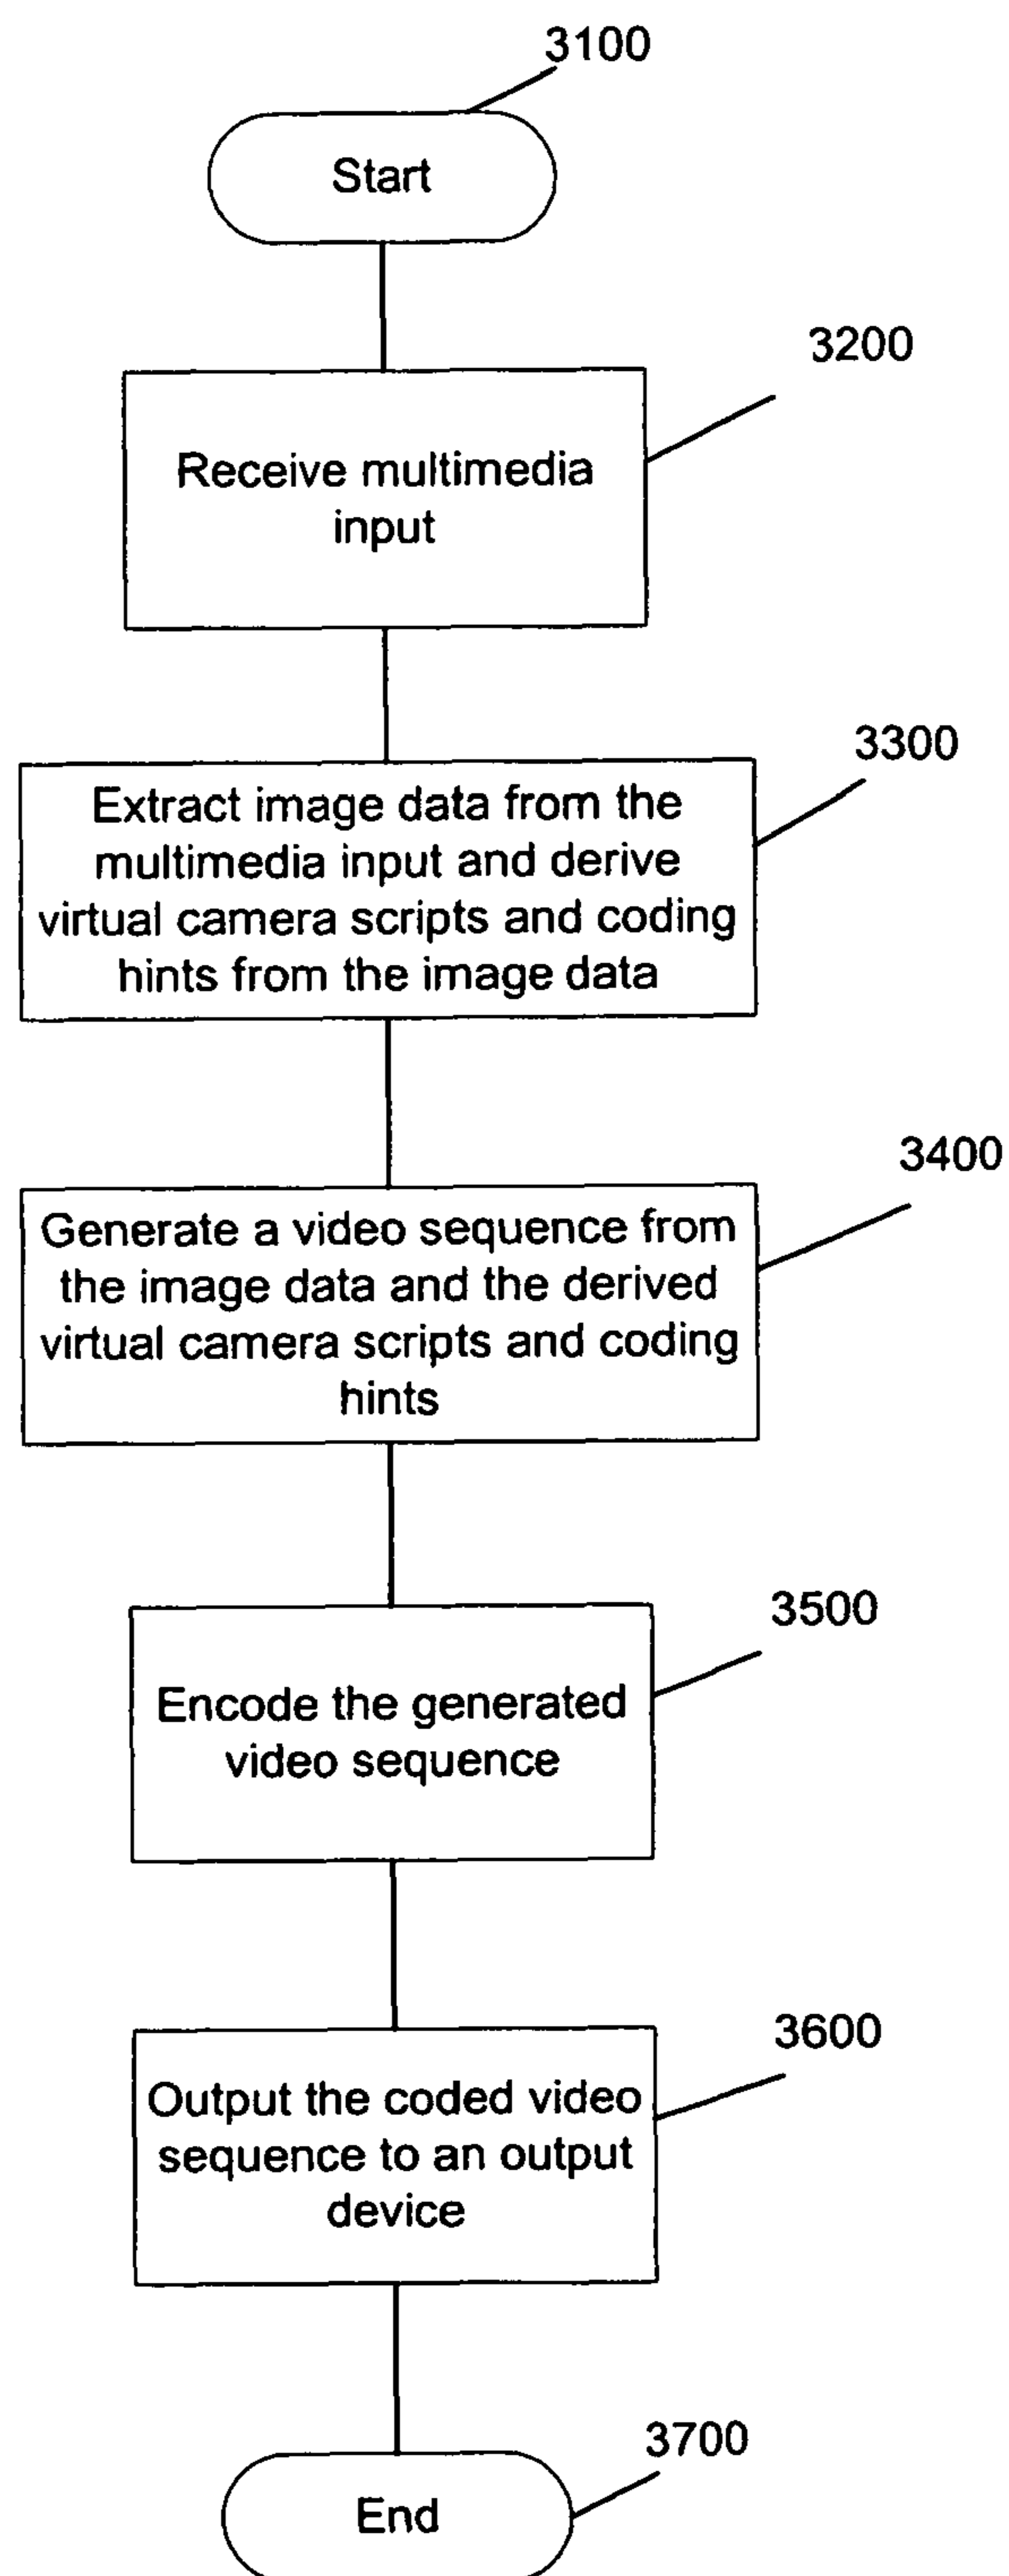 3100
Start
3200
Receive multimedia
input
3300
Extract image data from the
multimedia input and derive
virtual camera scripts and coding
hints from the image data
3400
Generate a video sequence from
the image data and the derived
virtual camera scripts and coding
hints
3500
Encode the generated
video sequence
3600
Output the coded video
sequence to an output
device
3700
End